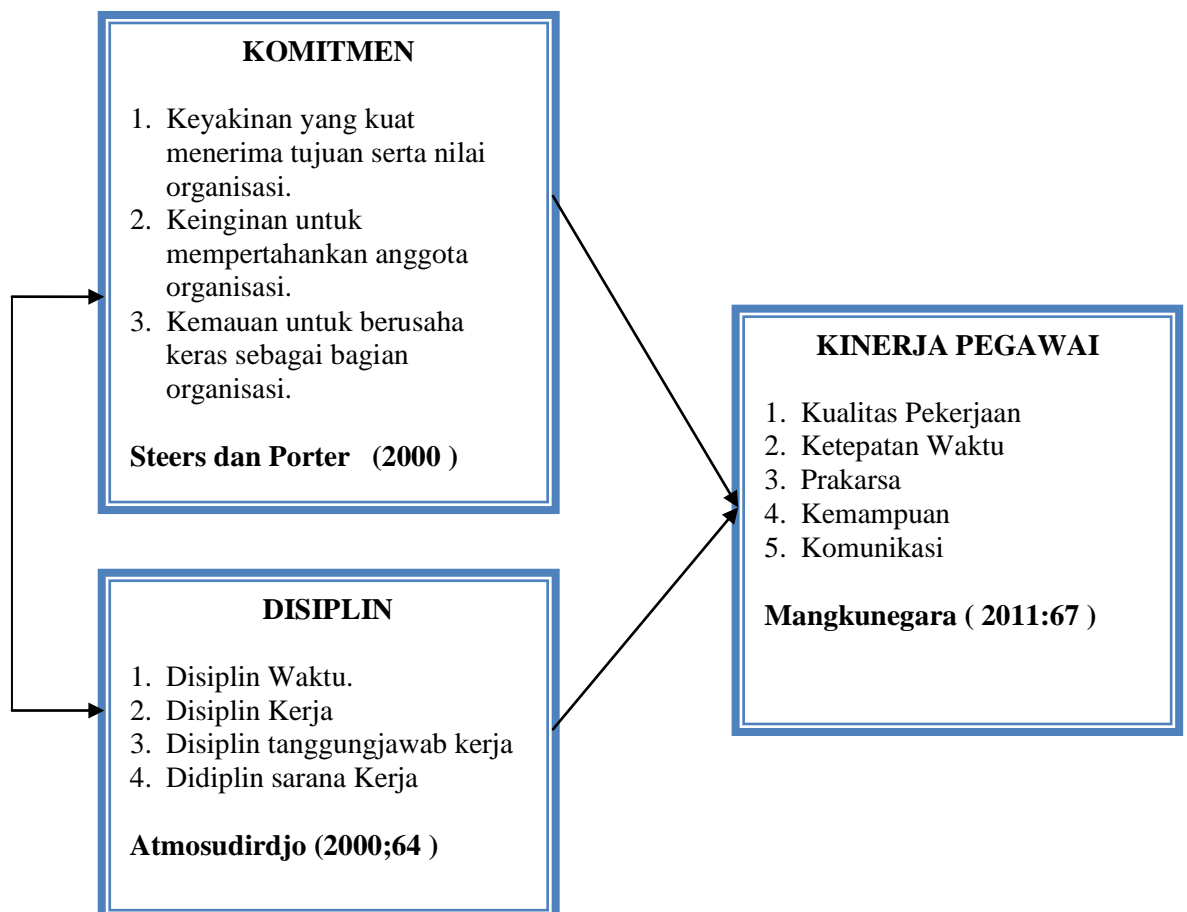 KOMITMEN
1. Keyakinan yang kuat
menerima tujuan serta nilai
organisasi.
2. Keinginan untuk
mempertahankan anggota
organisasi.
3. Kemauan untuk berusaha
keras sebagai bagian
organisasi.
Steers dan Porter (2000 )
DISIPLIN
1. Disiplin Waktu.
2. Disiplin Kerja
3. Disiplin tanggungjawab kerja
4. Didiplin sarana Kerja
Atmosudirdjo (2000;64 )
KINERJA PEGAWAI
1. Kualitas Pekerjaan
2. Ketepatan Waktu
3. Prakarsa
4. Kemampuan
5. Komunikasi
Mangkunegara ( 2011:67 )